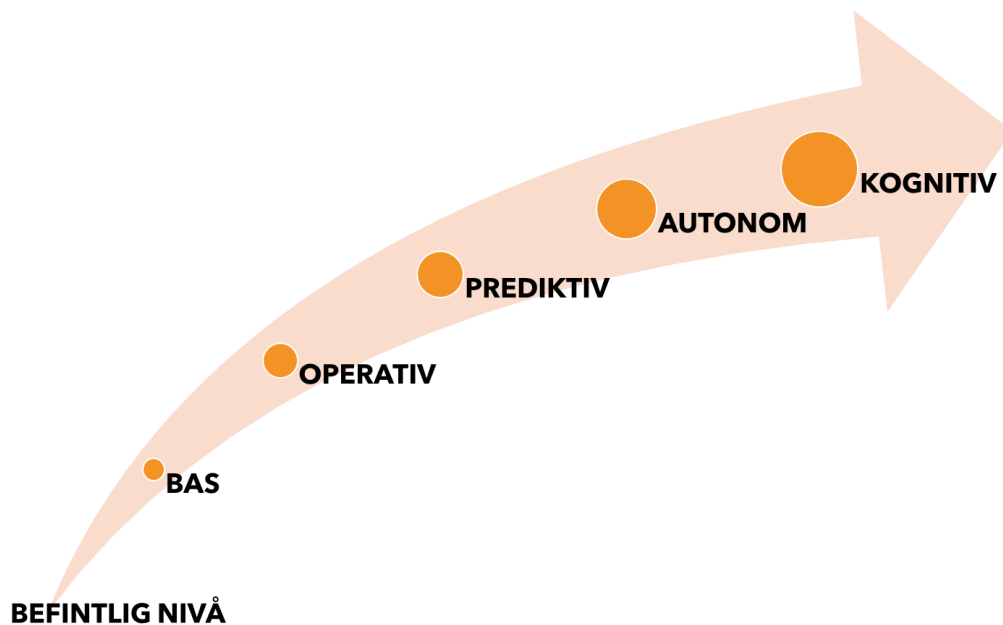 KOGNITIV
AUTONOM
PREDIKTIV
OPERATIV
BAS
BEFINTLIG NIVÅ